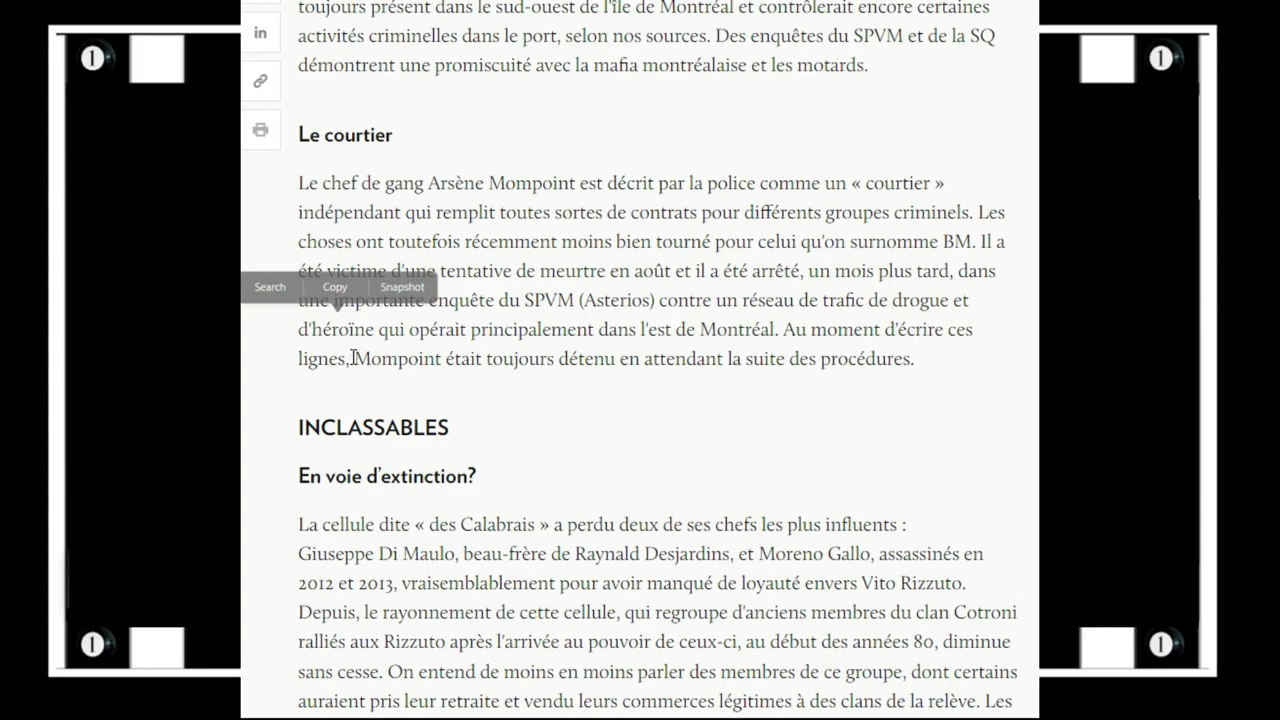 toujours présent dans le sud-ouest de l'île de Montréal et contrôlerait encore certaines
activités criminelles dans le port, selon nos sources. Des enquêtes du SPVM et de la SQ
démontrent une promiscuité avec la mafia montréalaise et les motards.
Le courtier
Le chef de gang Arsène Mompoint est décrit par la police comme un « courtier »
indépendant qui remplit toutes sortes de contrats pour différents groupes criminels. Les
choses ont toutefois récemment moins bien tourné pour celui qu'on surnomme BM. Il a
été victime d'une tentative de meurtre en août et il a été arrêté, un mois plus tard, dans
Search Copy Snapshot
une importante enquête du SPVM (Asterios) contre un réseau de trafic de drogue et
d'héroïne qui opérait principalement dans l'est de Montréal. Au moment d'écrire ces
lignes, Mompoint était toujours détenu en attendant la suite des procédures.
INCLASSABLES
En voie d'extinction?
La cellule dite « des Calabrais » a perdu deux de ses chefs les plus influents :
Giuseppe Di Maulo, beau-frère de Raynald Desjardins, et Moreno Gallo, assassinés en
2012 et 2013, vraisemblablement pour avoir manqué de loyauté envers Vito Rizzuto.
Depuis, le rayonnement de cette cellule, qui regroupe d'anciens membres du clan Cotroni
ralliés aux Rizzuto après l'arrivée au pouvoir de ceux-ci, au début des années 80, diminue
sans cesse. On entend de moins en moins parler des membres de ce groupe, dont certains
auraient pris leur retraite et vendu leurs commerces légitimes à des clans de la relève. Les
in
1
1
1
1